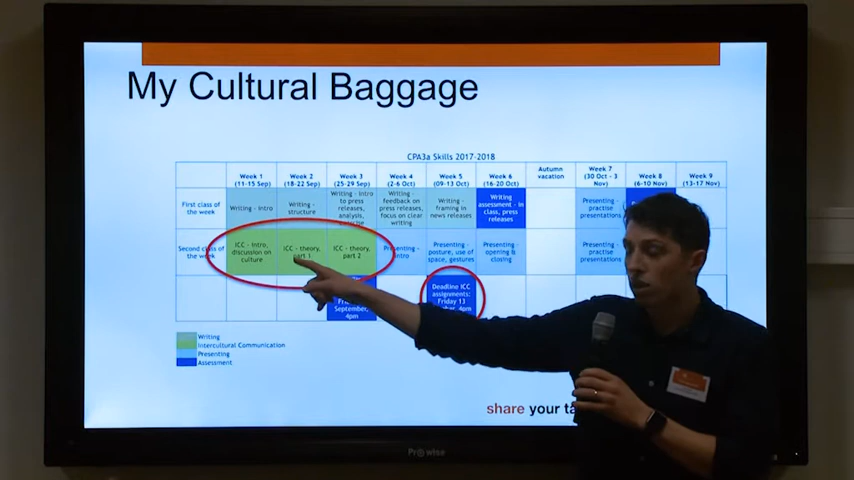 My Cultural Baggage
CPA3a Skills 2017-2018
Week 1 (11-15 Sep)
Week 2 (18-22 Sep)
Week 3 (25-29 Sep)
Week 4 (2-6 Oct)
Week 5 (09-13 Oct)
Week 6 (16-20 Oct)
Autumn vacation
Week 7 (30 Oct - 3 Nov)
Week 8 (6-10 Nov)
Week 9 (13-17 Nov)
First class of the week
Writing - intro
Writing - structure
Writing - intro to press releases, analysis,
Writing - feedback on press releases, focus on clear writing
Writing - framing in news releases
Writing assessment - in class, press releases
Presenting - practise presentations
Second class of the week
ICC - intro, discussion on culture
ICC - theory, part 1
ICC - theory, part 2
Presenting - intro
Presenting - posture, use of space, gestures
Presenting - opening & closing
Presenting - practise presentations
September, 4pm
Deadline ICC assignments: Friday 13
4pm
Writing
Intercultural Communication
Presenting
Assessment
share your
Prowise